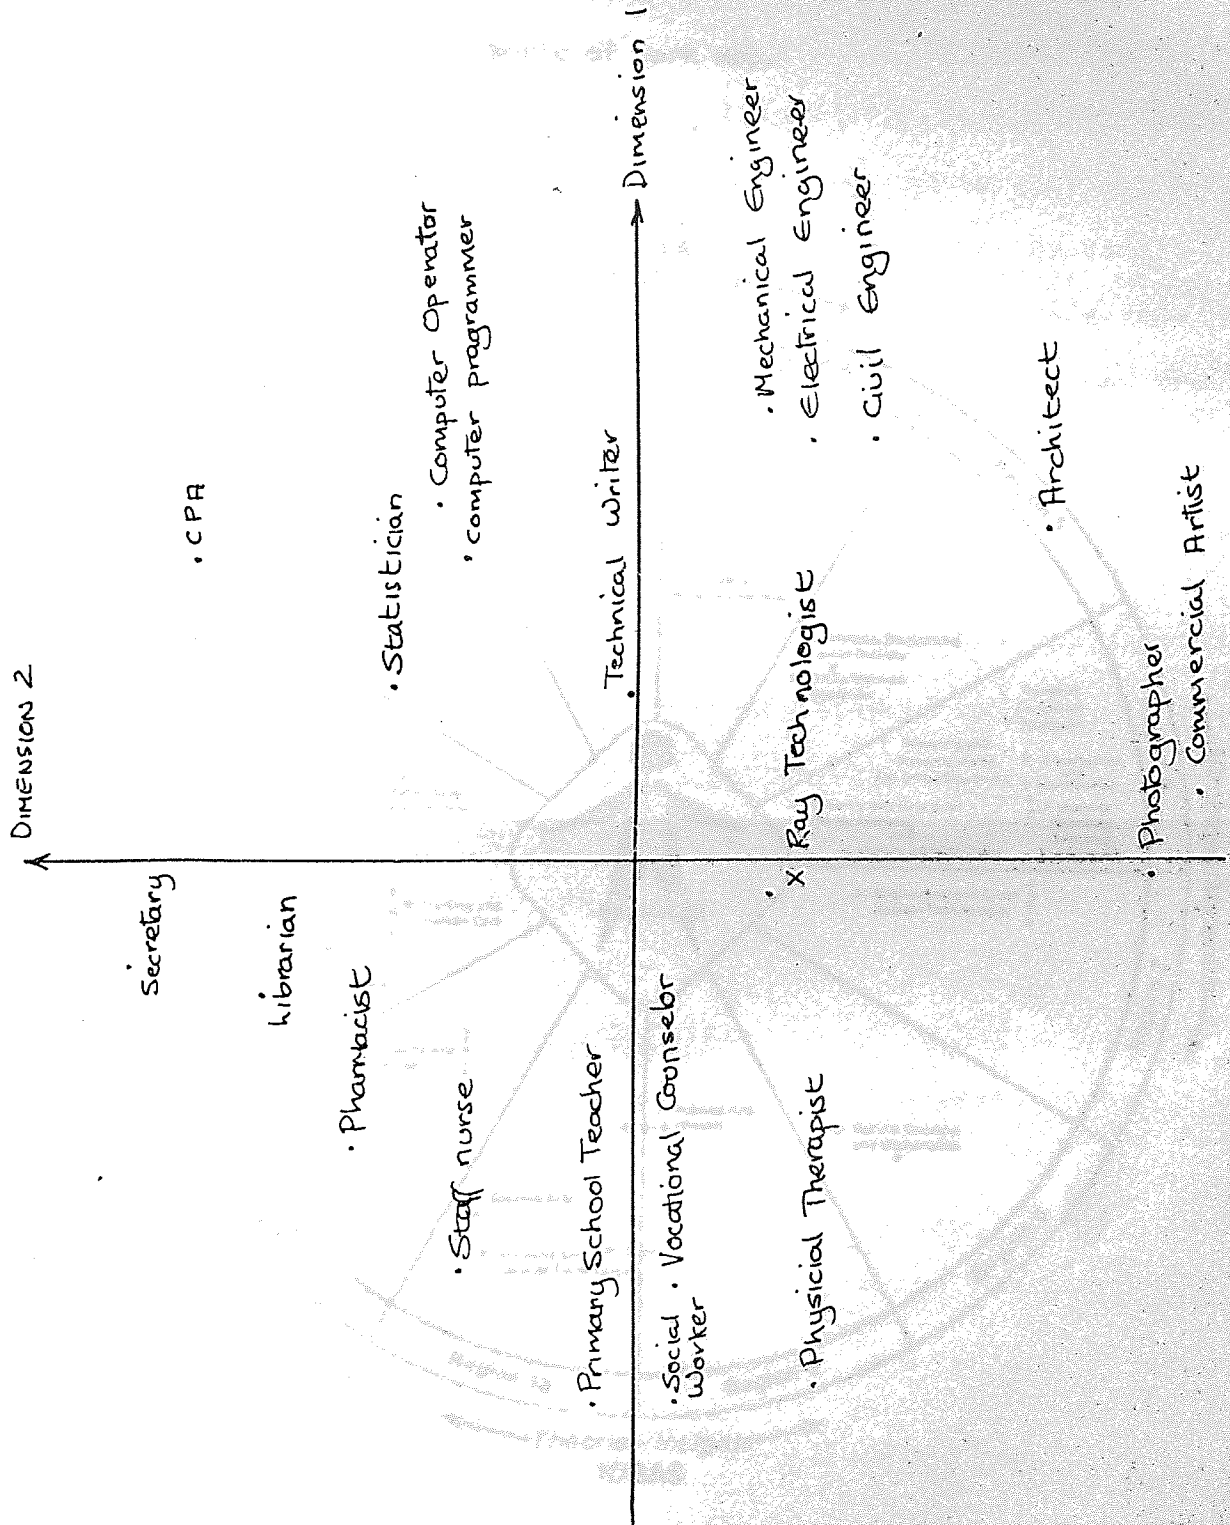 DIMENSION 2
Secretary
Librarian
. Phamacist
. Staff nurse
. Primary School Teacher
. Social
Worker
. Vocational Counselor
. Physicial Therapist
. CPA
. Statistician
. Computer Operator
. computer programmer
. Technical Writer
Dimension 1
. Mechanical Engineer
. Electrical Engineer
. Civil Engineer
. X Ray Technologist
. Architect
. Photographer
. Commercial Artist